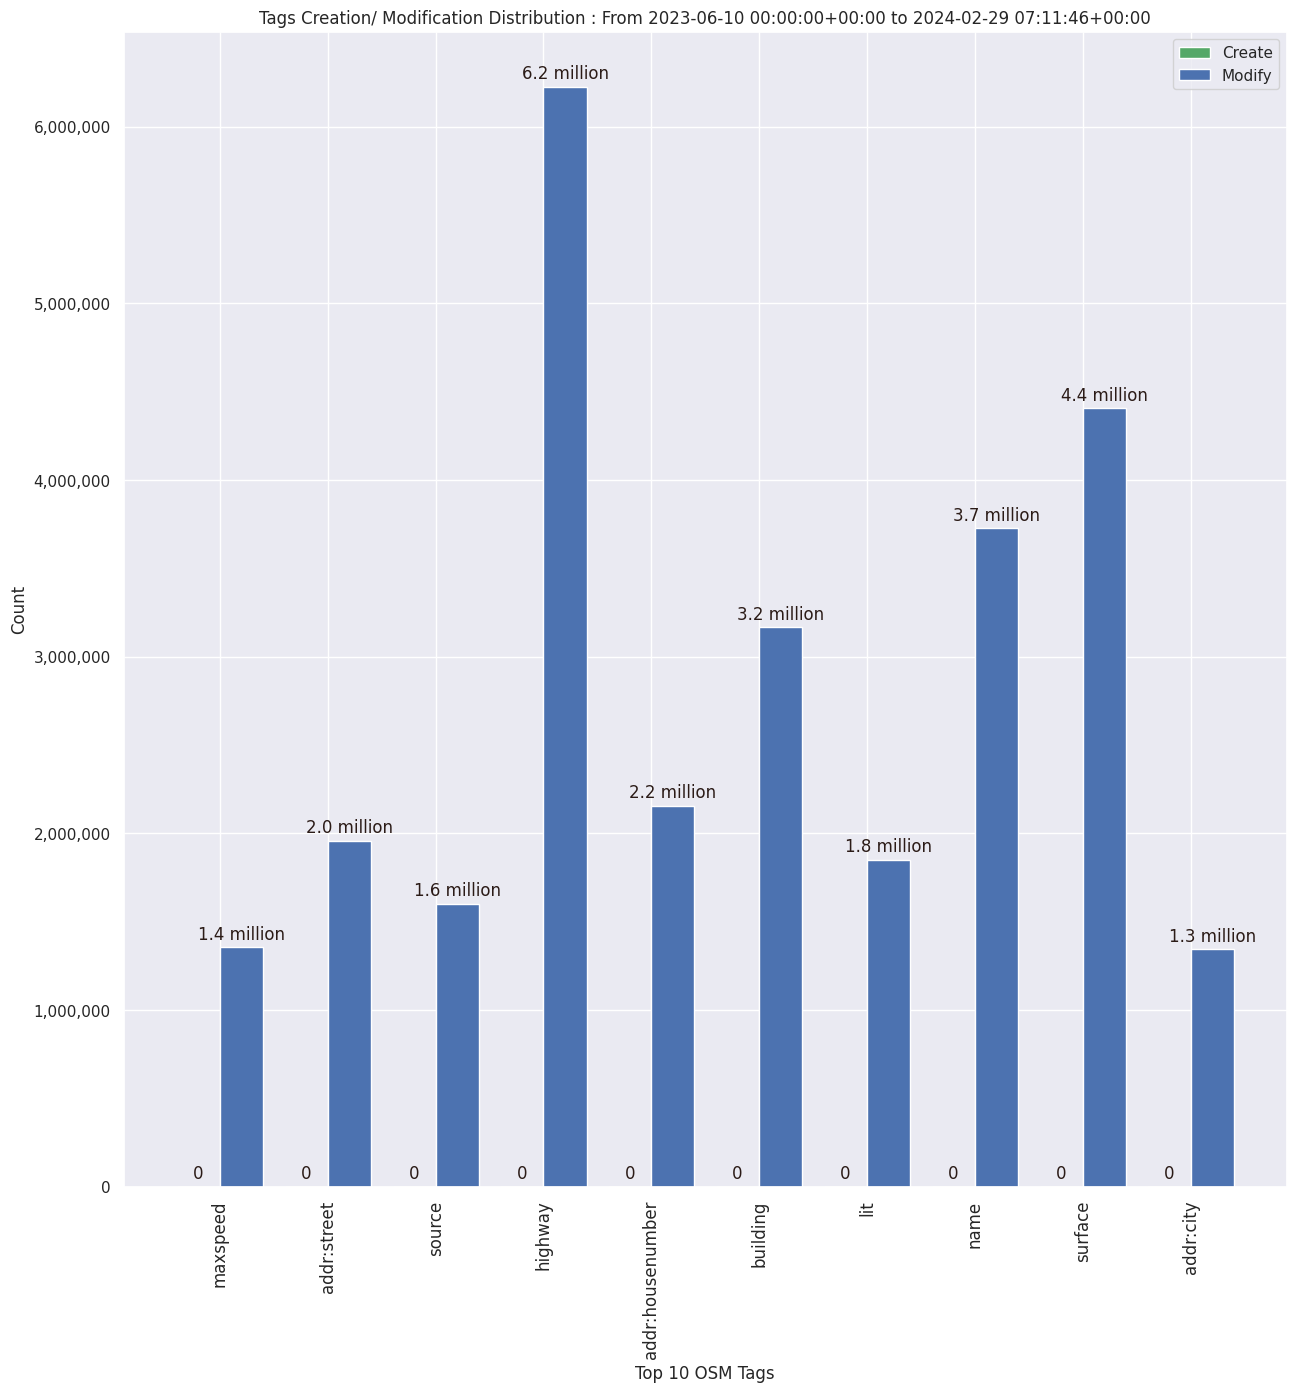 Tags Creation/ Modification Distribution : From 2023-06-10 00:00:00+00:00 to 2024-02-29 07:11:46+00:00
Create
Modify
6.2 million
6,000,000
5,000,000
4.4 million
4,000,000
3.7 million
3.2 million
3,000,000
2.2 million
2.0 million
2,000,000
1.8 million
1.6 million
1.4 million
1.3 million
1,000,000
0
0
0
0
0
0
0
0
0
0
0
Count
maxspeed
addr:street
source
highway
addr:housenumber
building
lit
name
surface
addr:city
Top 10 OSM Tags